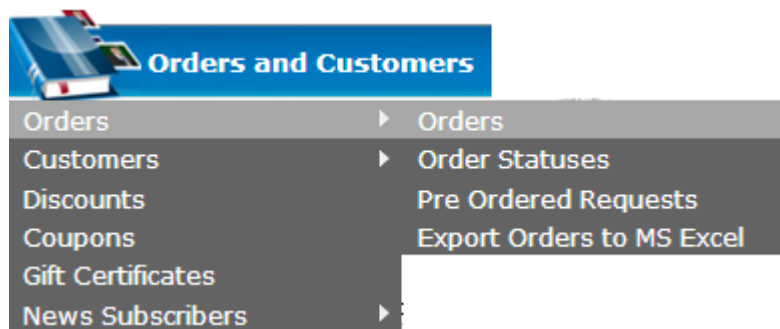 Orders and Customers
Orders
Customers
Discounts
Coupons
Gift Certificates
News Subscribers
Orders
Order Statuses
Pre Ordered Requests
Export Orders to MS Excel